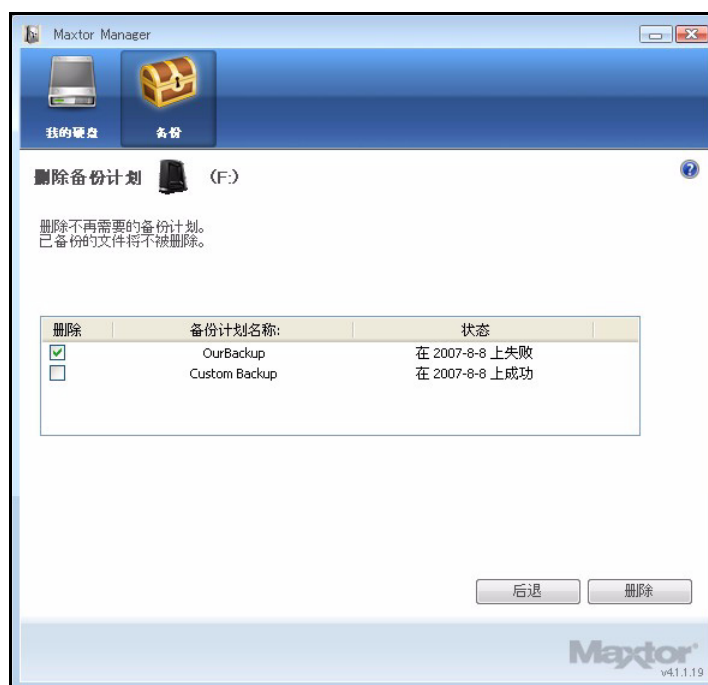 Maxtor Manager
我的硬盘
备份
删除备份计划 (F:)
删除不再需要的备份计划。
已备份的文件将不被删除。
删除 备份计划名称: 状态
OurBackup 在 2007-8-8 上失败
Custom Backup 在 2007-8-8 上成功
后退 删除
Maxtor
v4.1.1.19